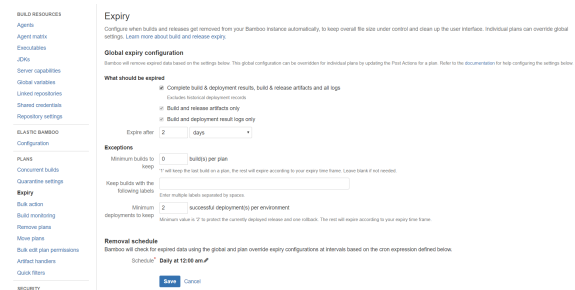 BUILD RESOURCES
Agents
Agent matrix
Executables
JDKs
Server capabilities
Global variables
Linked repositories
Shared credentials
Repository settings
ELASTIC BAMBOO
Configuration
PLANS
Concurrent builds
Quarantine settings
Expiry
Bulk action
Build monitoring
Remove plans
Move plans
Bulk edit plan permissions
Artifact handlers
Quick filters
SECURITY
Expiry
Configure when builds and releases get removed from your Bamboo instance automatically, to keep overall file size under control and clean up the user interface. Individual plans can override global
settings. Learn more about build and release expiry.
Global expiry configuration
Bamboo will remove expired data based on the settings below. This global configuration can be overridden for individual plans by updating the Post Actions for a plan. Refer to the documentation for help configuring the settings below.
What should be expired
Complete build & deployment results, build & release artifacts and all logs
Excludes historical deployment records
Build and release artifacts only
Build and deployment result logs only
Expire after 2 days
Exceptions
Minimum builds to keep 0 build(s) per plan
'1' will keep the last build on a plan, the rest will expire according to your expiry time frame. Leave blank if not needed.
Keep builds with the following labels
Enter multiple labels separated by spaces
Minimum deployments to keep 2 successful deployment(s) per environment
Minimum value is '2' to protect the currently deployed release and one rollback. The rest will expire according to your expiry time frame.
Removal schedule
Bamboo will check for expired data using the global and plan override expiry configurations at intervals based on the cron expression defined below.
Schedule* Daily at 12:00 am
Save Cancel